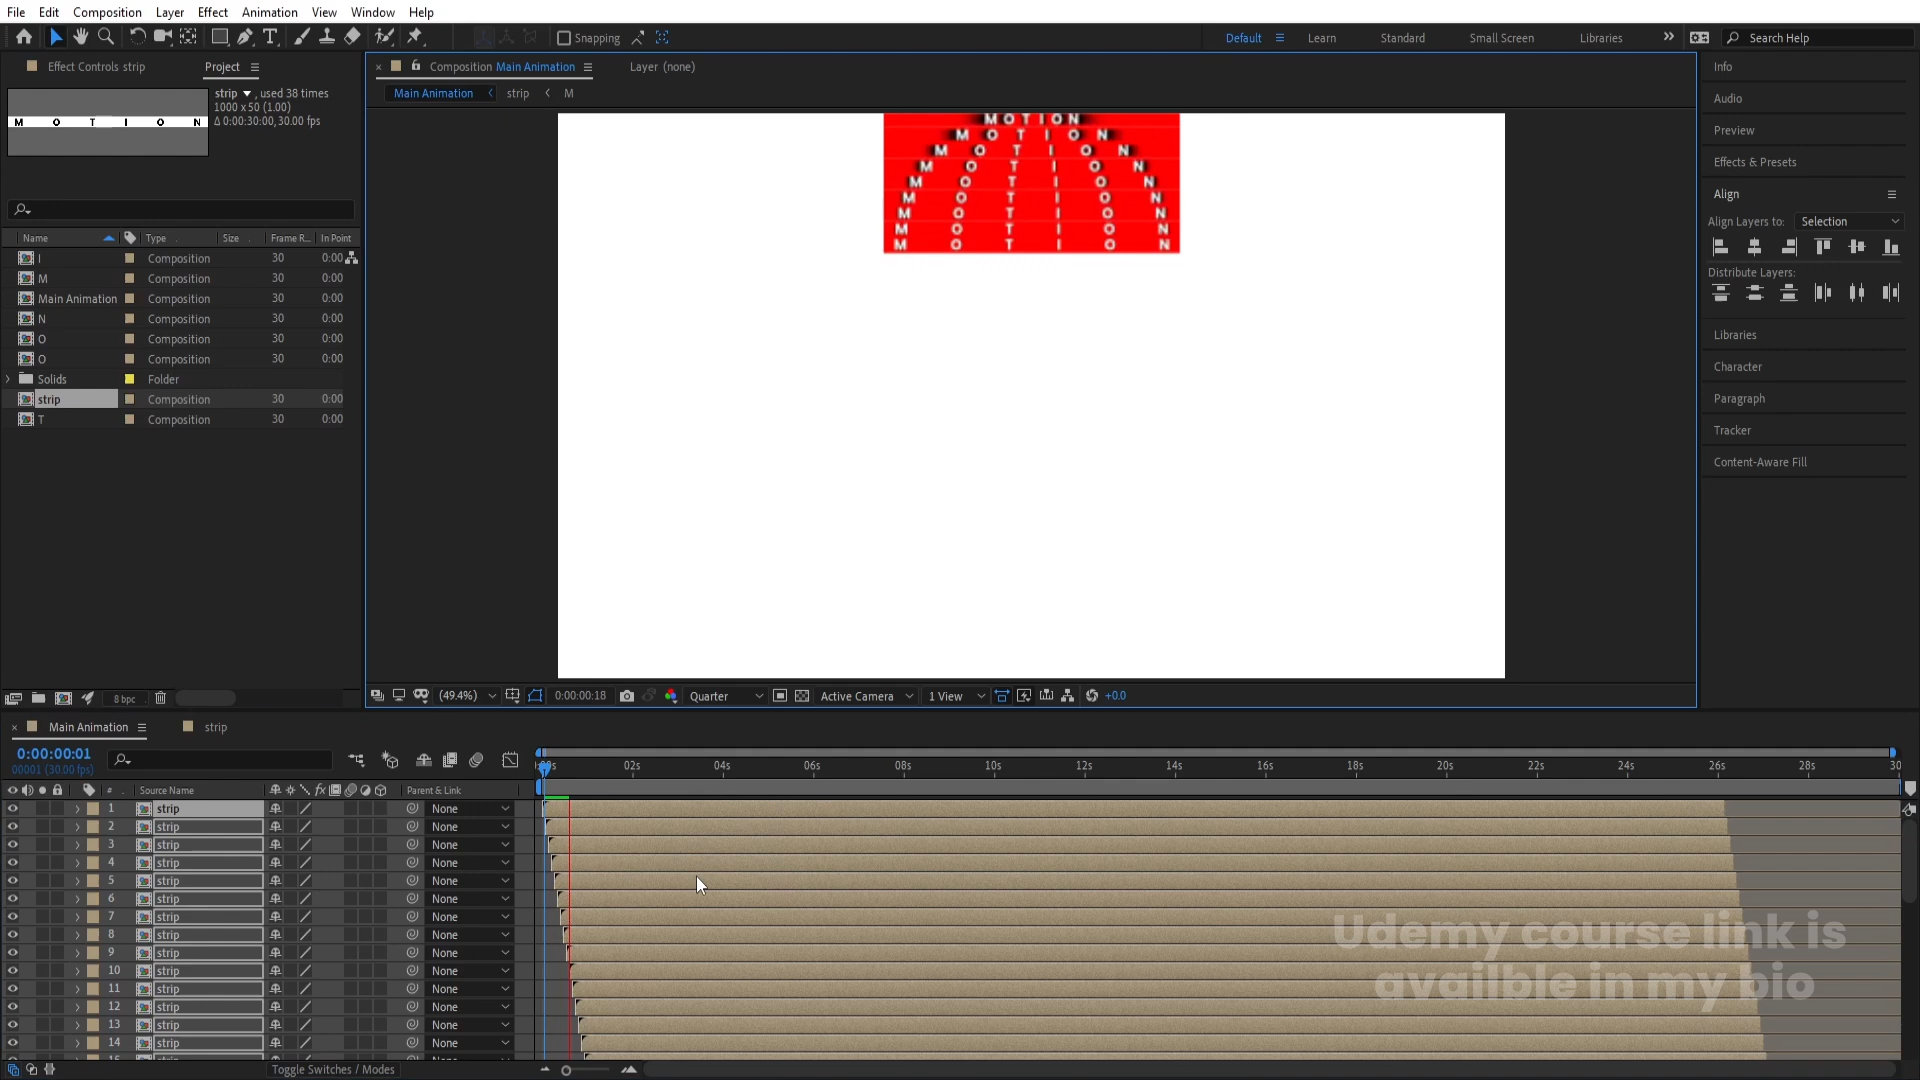 File Edit Composition Layer Effect Animation View Window Help
Snapping Default Learn Standard Small Screen Libraries Search Help
Effect Controls strip Project
strip , used 38 times
1000 x 50 (1.00)
Δ 0:00:30:00, 30.00 fps
M O T I O N
Name Type Size Frame R... In Point
I Composition 30 0:00
M Composition 30 0:00
Main Animation Composition 30 0:00
N Composition 30 0:00
O Composition 30 0:00
O Composition 30 0:00
Solids Folder
strip Composition 30 0:00
T Composition 30 0:00
8 bpc
Composition Main Animation Layer (none)
Main Animation strip M
M O T I O N
M O T I O N
M O T I O N
M O T I O N
M O T I O N
M O T I O N
M O T I O N
M O T I O N
M O T I O N
(49.4%) 0:00:00:18 Quarter Active Camera 1 View +0.0
Info
Audio
Preview
Effects & Presets
Align
Align Layers to: Selection
Distribute Layers:
Libraries
Character
Paragraph
Tracker
Content-Aware Fill
Main Animation strip
0:00:00:01
00001 (30.00 fps)
# Source Name fx Parent & Link
02s 04s 06s 08s 10s 12s 14s 16s 18s 20s 22s 24s 26s 28s 30
1 strip None
2 strip None
3 strip None
4 strip None
5 strip None
6 strip None
7 strip None
8 strip None
9 strip None
10 strip None
11 strip None
12 strip None
13 strip None
14 strip None
Toggle Switches / Modes
Udemy course link is
availble in my bio